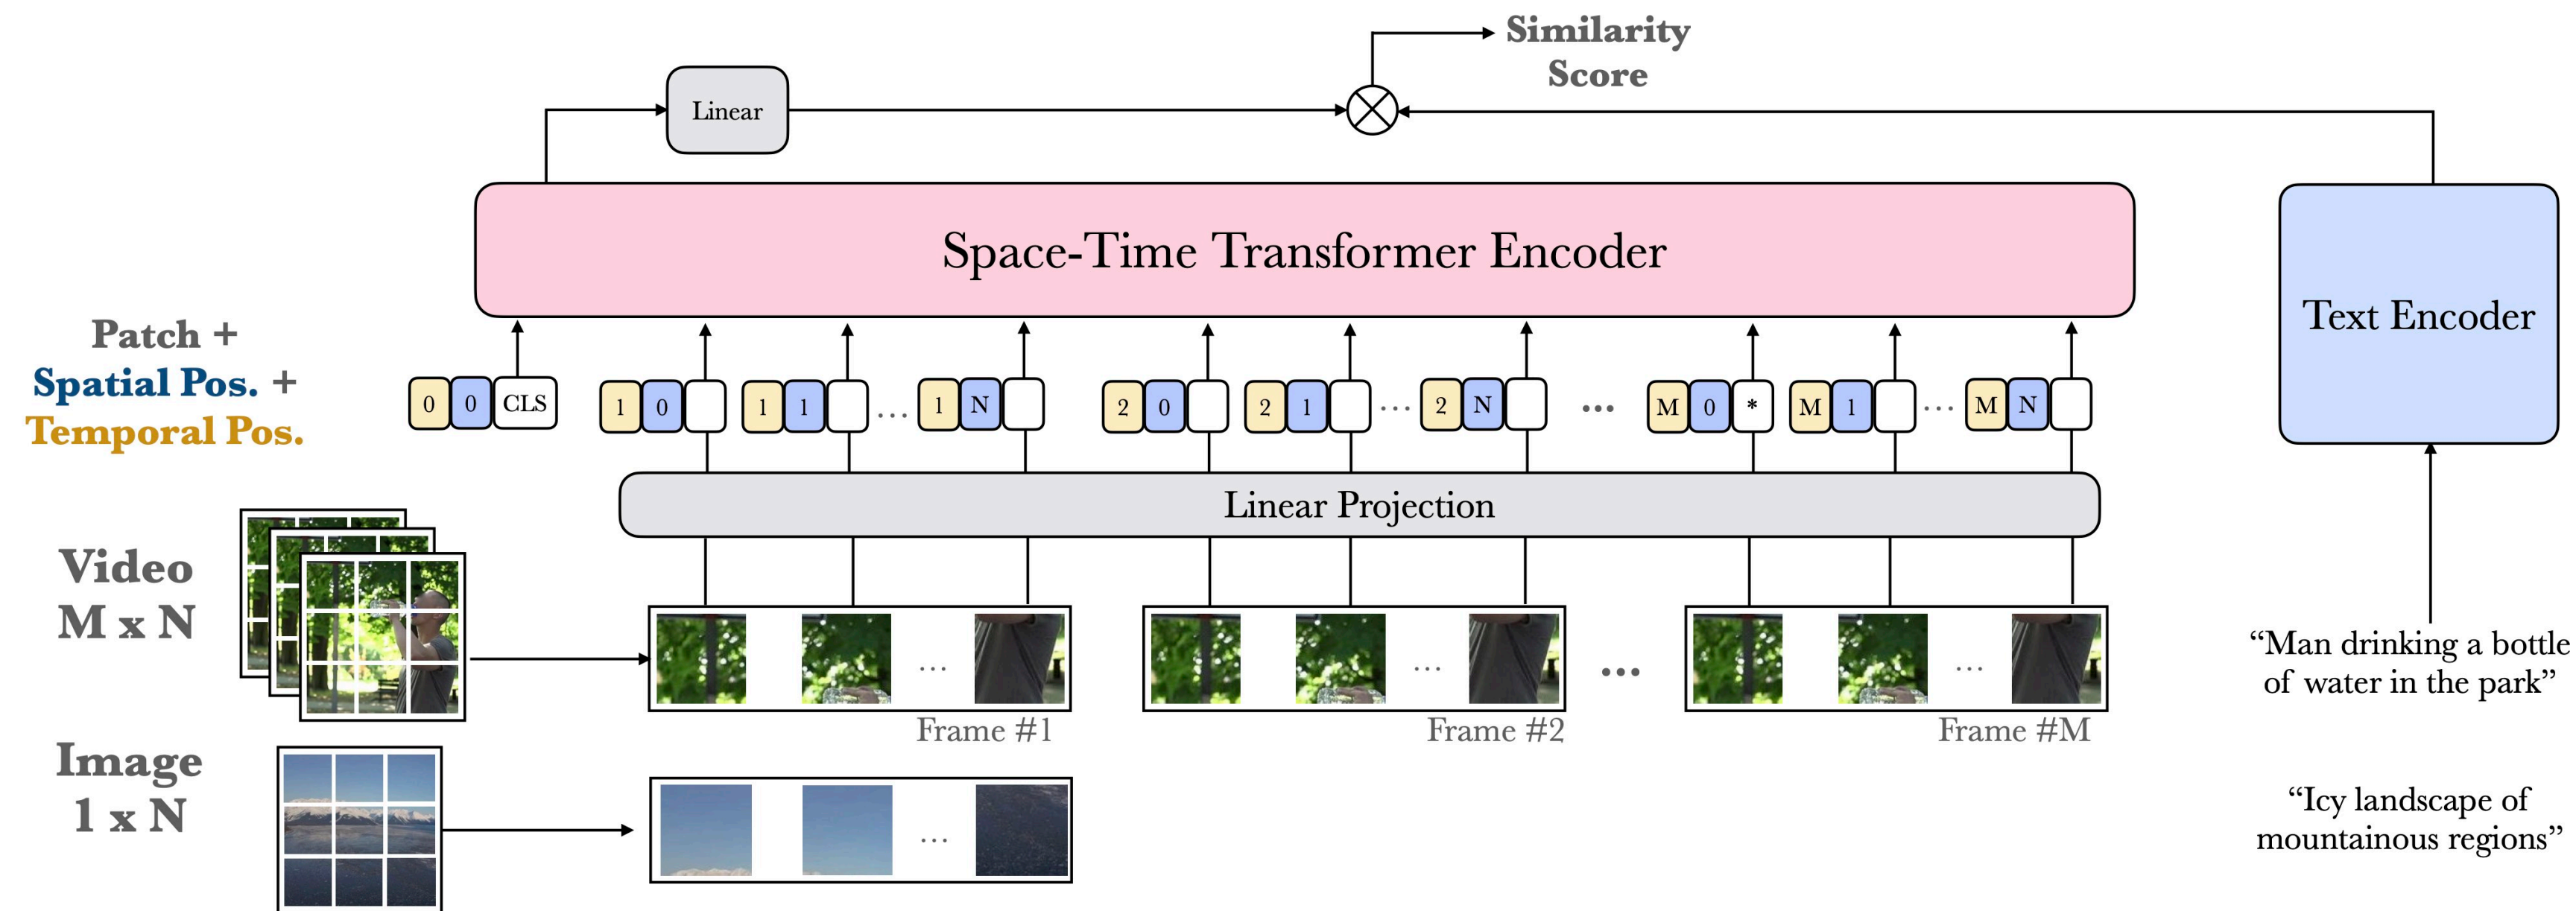 Similarity
Score
Linear
Space-Time Transformer Encoder
Text Encoder
Patch +
Spatial Pos. +
Temporal Pos.
0 0 CLS 1 0 1 1 ... 1 N 2 0 2 1 ... 2 N ... M 0 * M 1 ... M N
Linear Projection
Video
M x N
... ... ... ...
Frame #1 Frame #2 Frame #M
“Man drinking a bottle
of water in the park”
Image
1 x N
...
“Icy landscape of
mountainous regions”